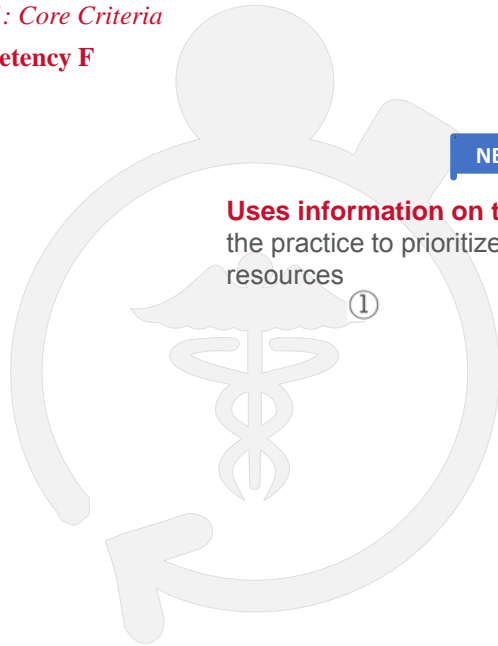 : Core Criteria
etency F
NE
Uses information on t
the practice to prioritize
resources
①